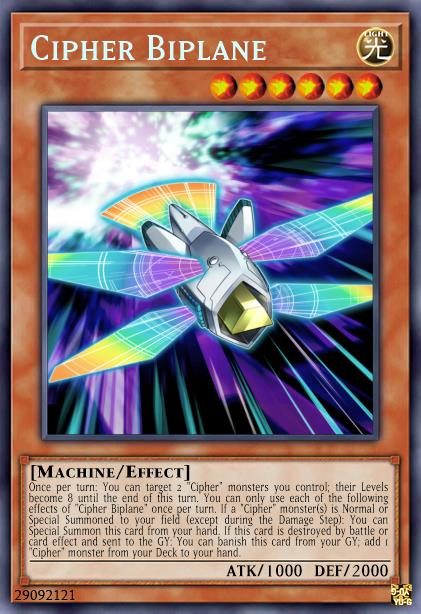 Cipher Biplane
LIGHT
光
[Machine/Effect]
Once per turn: You can target 2 "Cipher" monsters you control; their Levels
become 8 until the end of this turn. You can only use each of the following
effects of "Cipher Biplane" once per turn. If a "Cipher" monster(s) is Normal or
Special Summoned to your field (except during the Damage Step): You can
Special Summon this card from your hand. If this card is destroyed by battle or
card effect and sent to the GY: You can banish this card from your GY; add 1
"Cipher" monster from your Deck to your hand.
ATK/1000 DEF/2000
29092121